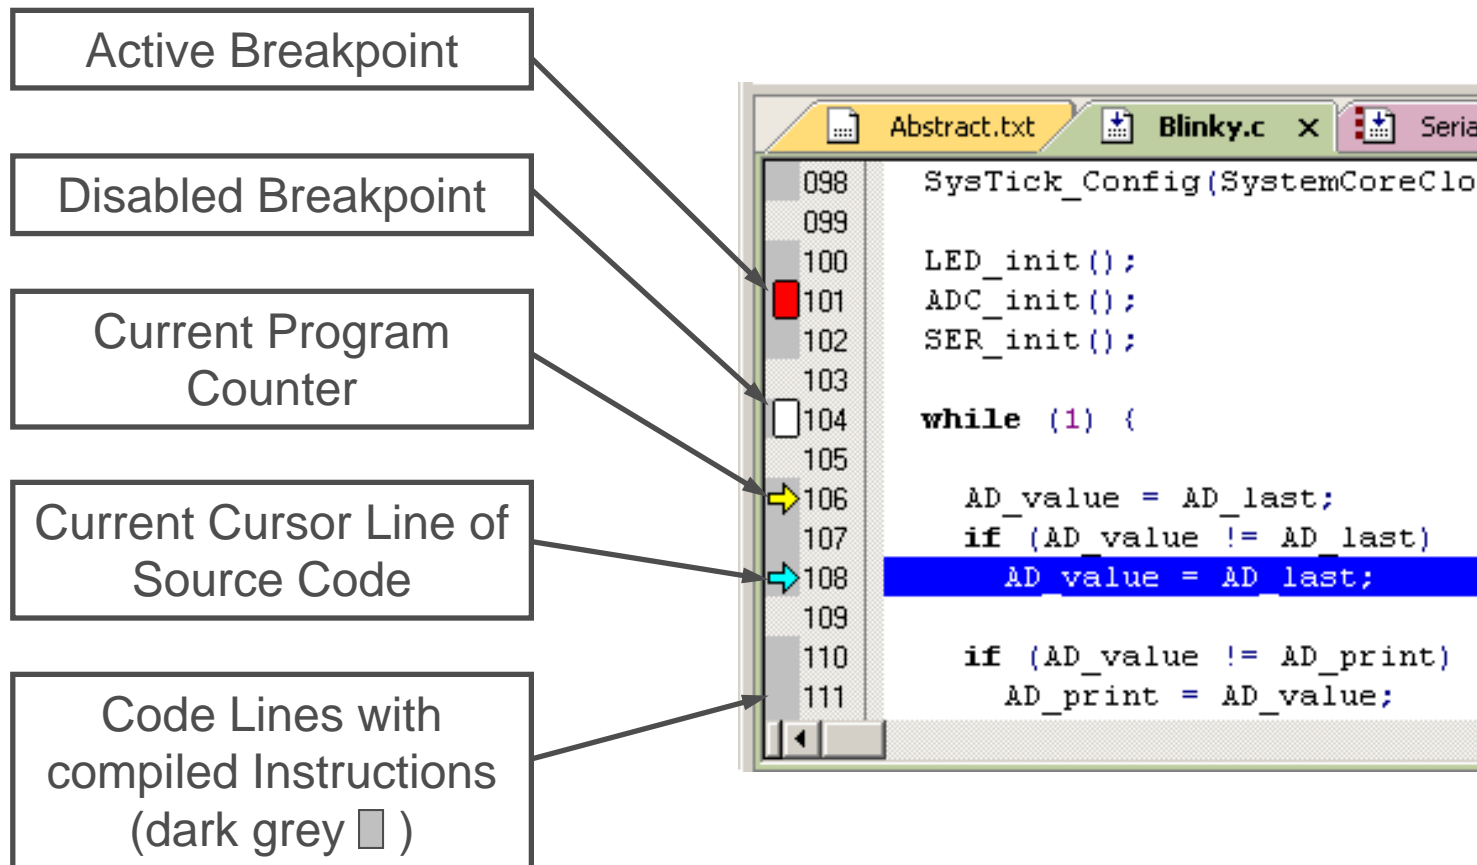 Active Breakpoint
Disabled Breakpoint
Current Program
Counter
Current Cursor Line of
Source Code
Code Lines with
compiled Instructions
(dark grey )
Abstract.txt
Blinky.c
Seria
098 SysTick_Config(SystemCoreClo
099
100 LED_init();
101 ADC_init();
102 SER_init();
103
104 while (1) {
105
106 AD_value = AD_last;
107 if (AD_value != AD_last)
108 AD_value = AD_last;
109
110 if (AD_value != AD_print)
111 AD_print = AD_value;